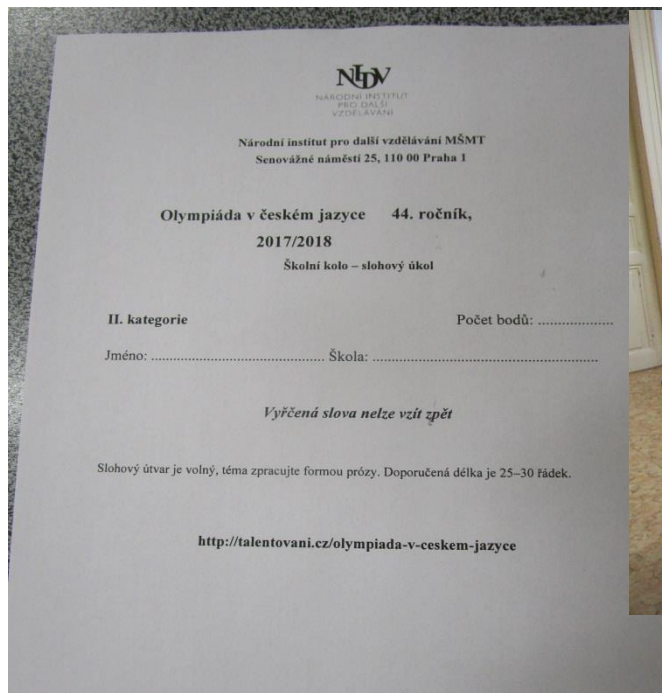 NIDV
NÁRODNÍ INSTITUT
PRO DALŠÍ
VZDĚLÁVÁNÍ
Národní institut pro další vzdělávání MŠMT
Senovážné náměstí 25, 110 00 Praha 1
Olympiáda v českém jazyce 44. ročník,
2017/2018
Školní kolo – slohový úkol
II. kategorie Počet bodů: ...................
Jméno: ............................................ Škola: .........................................................
Vyřčená slova nelze vzít zpět
Slohový útvar je volný, téma zpracujte formou prózy. Doporučená délka je 25–30 řádek.
http://talentovani.cz/olympiada-v-ceskem-jazyce